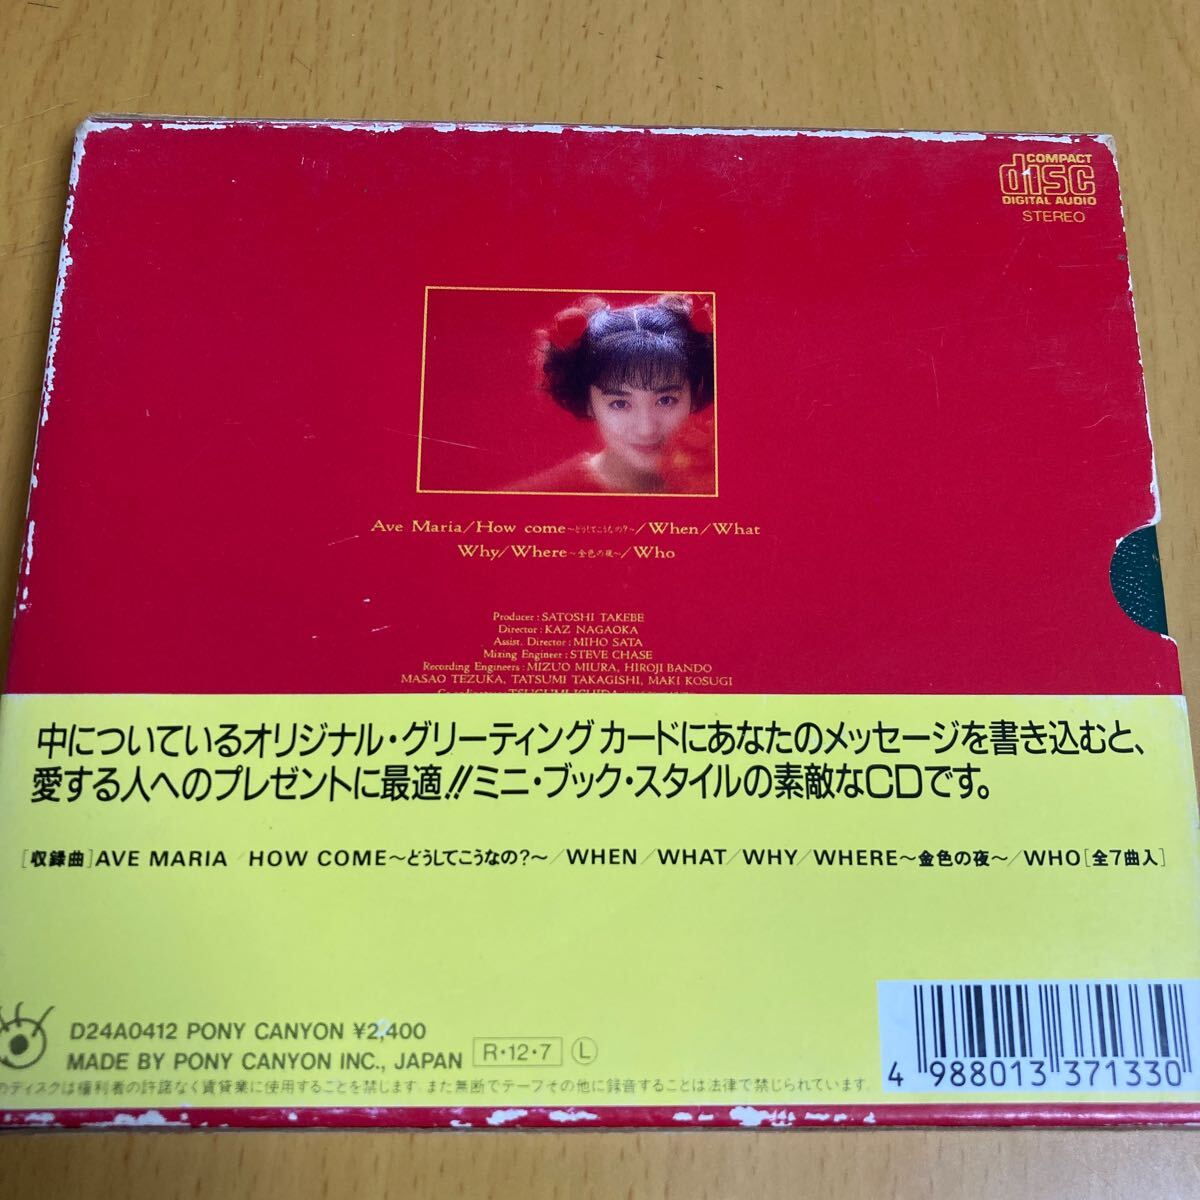 COMPACT
disc
DIGITAL AUDIO
STEREO
Ave Maria/How come〜どうしてこうなの?〜/When/What
Why/Where〜金色の夜〜/Who
Producer : SATOSHI TAKEBE
Director : KAZ NAGAOKA
Assist. Director : MIHO SATA
Mixing Engineer : STEVE CHASE
Recording Engineers : MIZUO MIURA, HIROJI BANDO
MASAO TEZUKA, TATSUMI TAKAGISHI, MAKI KOSUGI
中についているオリジナル・グリーティングカードにあなたのメッセージを書き込むと、
愛する人へのプレゼントに最適!!ミニ・ブック・スタイルの素敵なCDです。
[収録曲]AVE MARIA/HOW COME〜どうしてこうなの?〜/WHEN/WHAT/WHY/WHERE〜金色の夜〜/WHO[全7曲入]
D24A0412 PONY CANYON ¥2,400
MADE BY PONY CANYON INC., JAPAN R・12・7 L
のディスクは権利者の許諾なく賃貸業に使用することを禁じます。また無断でテープその他に録音することは法律で禁じられています。
4 988013 371330